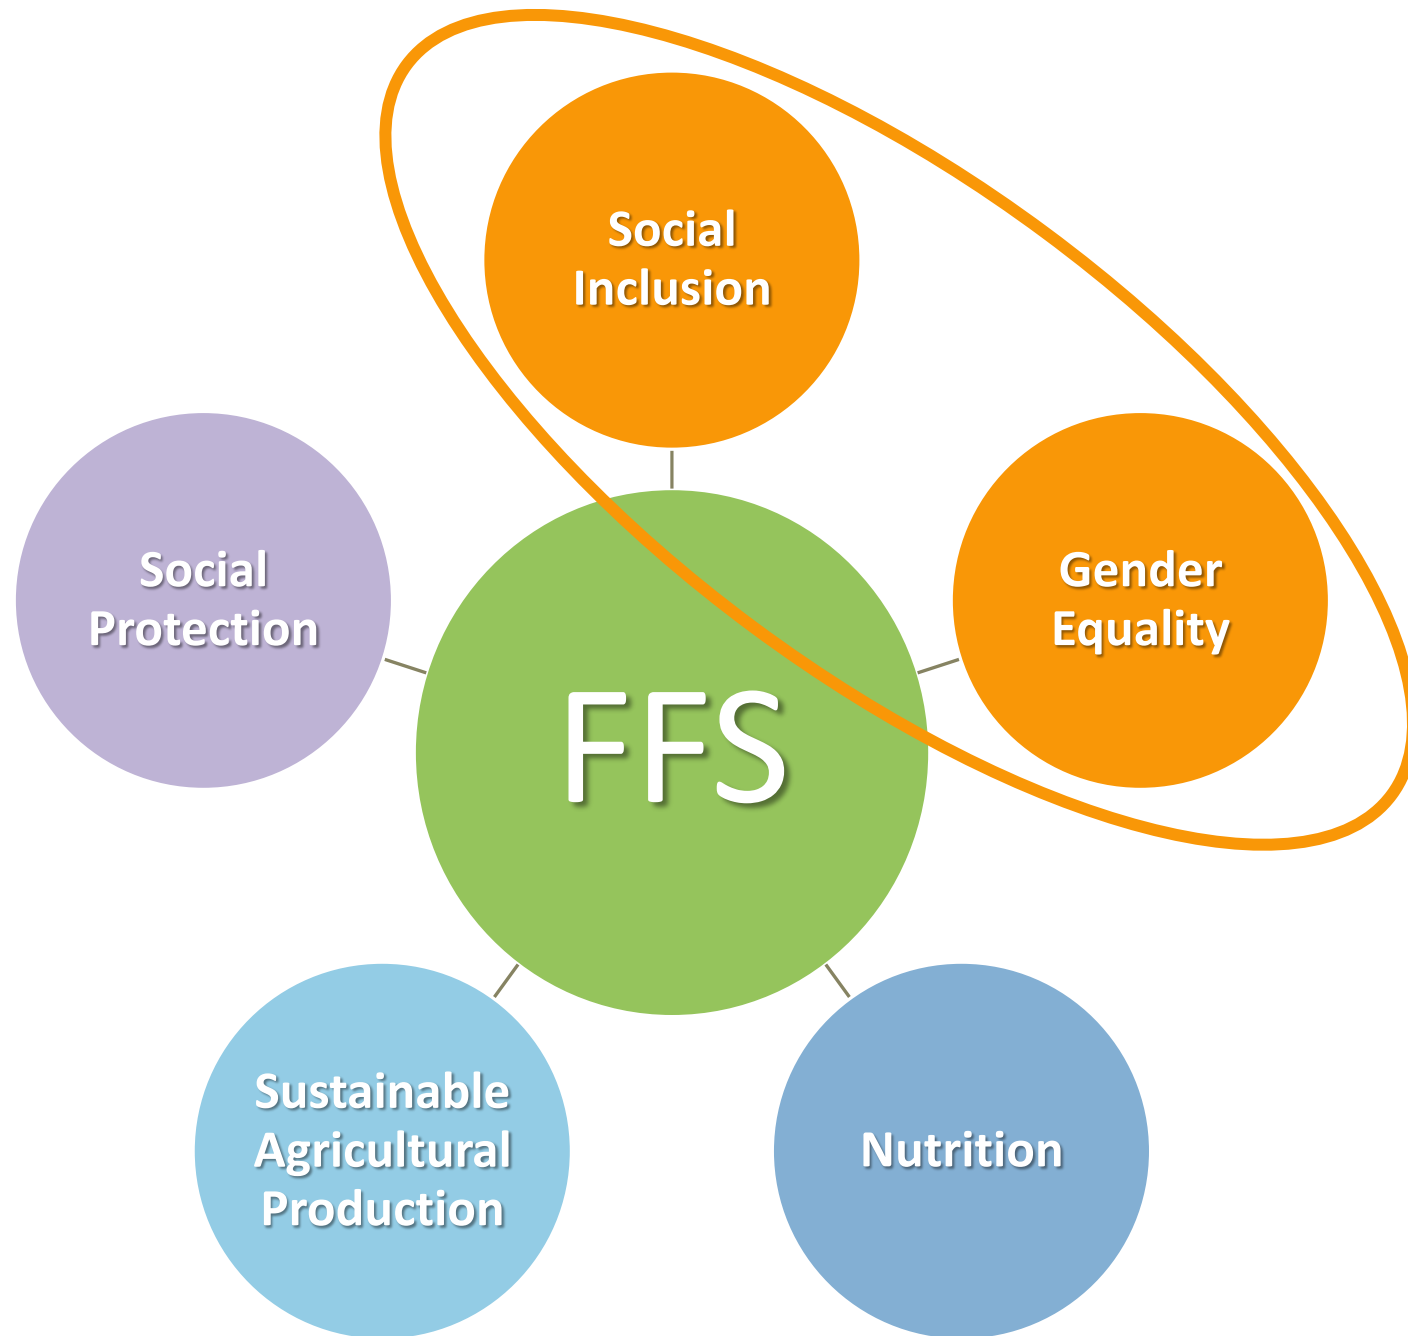 Social
Inclusion
Gender
Equality
Social
Protection
FFS
Sustainable
Agricultural
Production
Nutrition